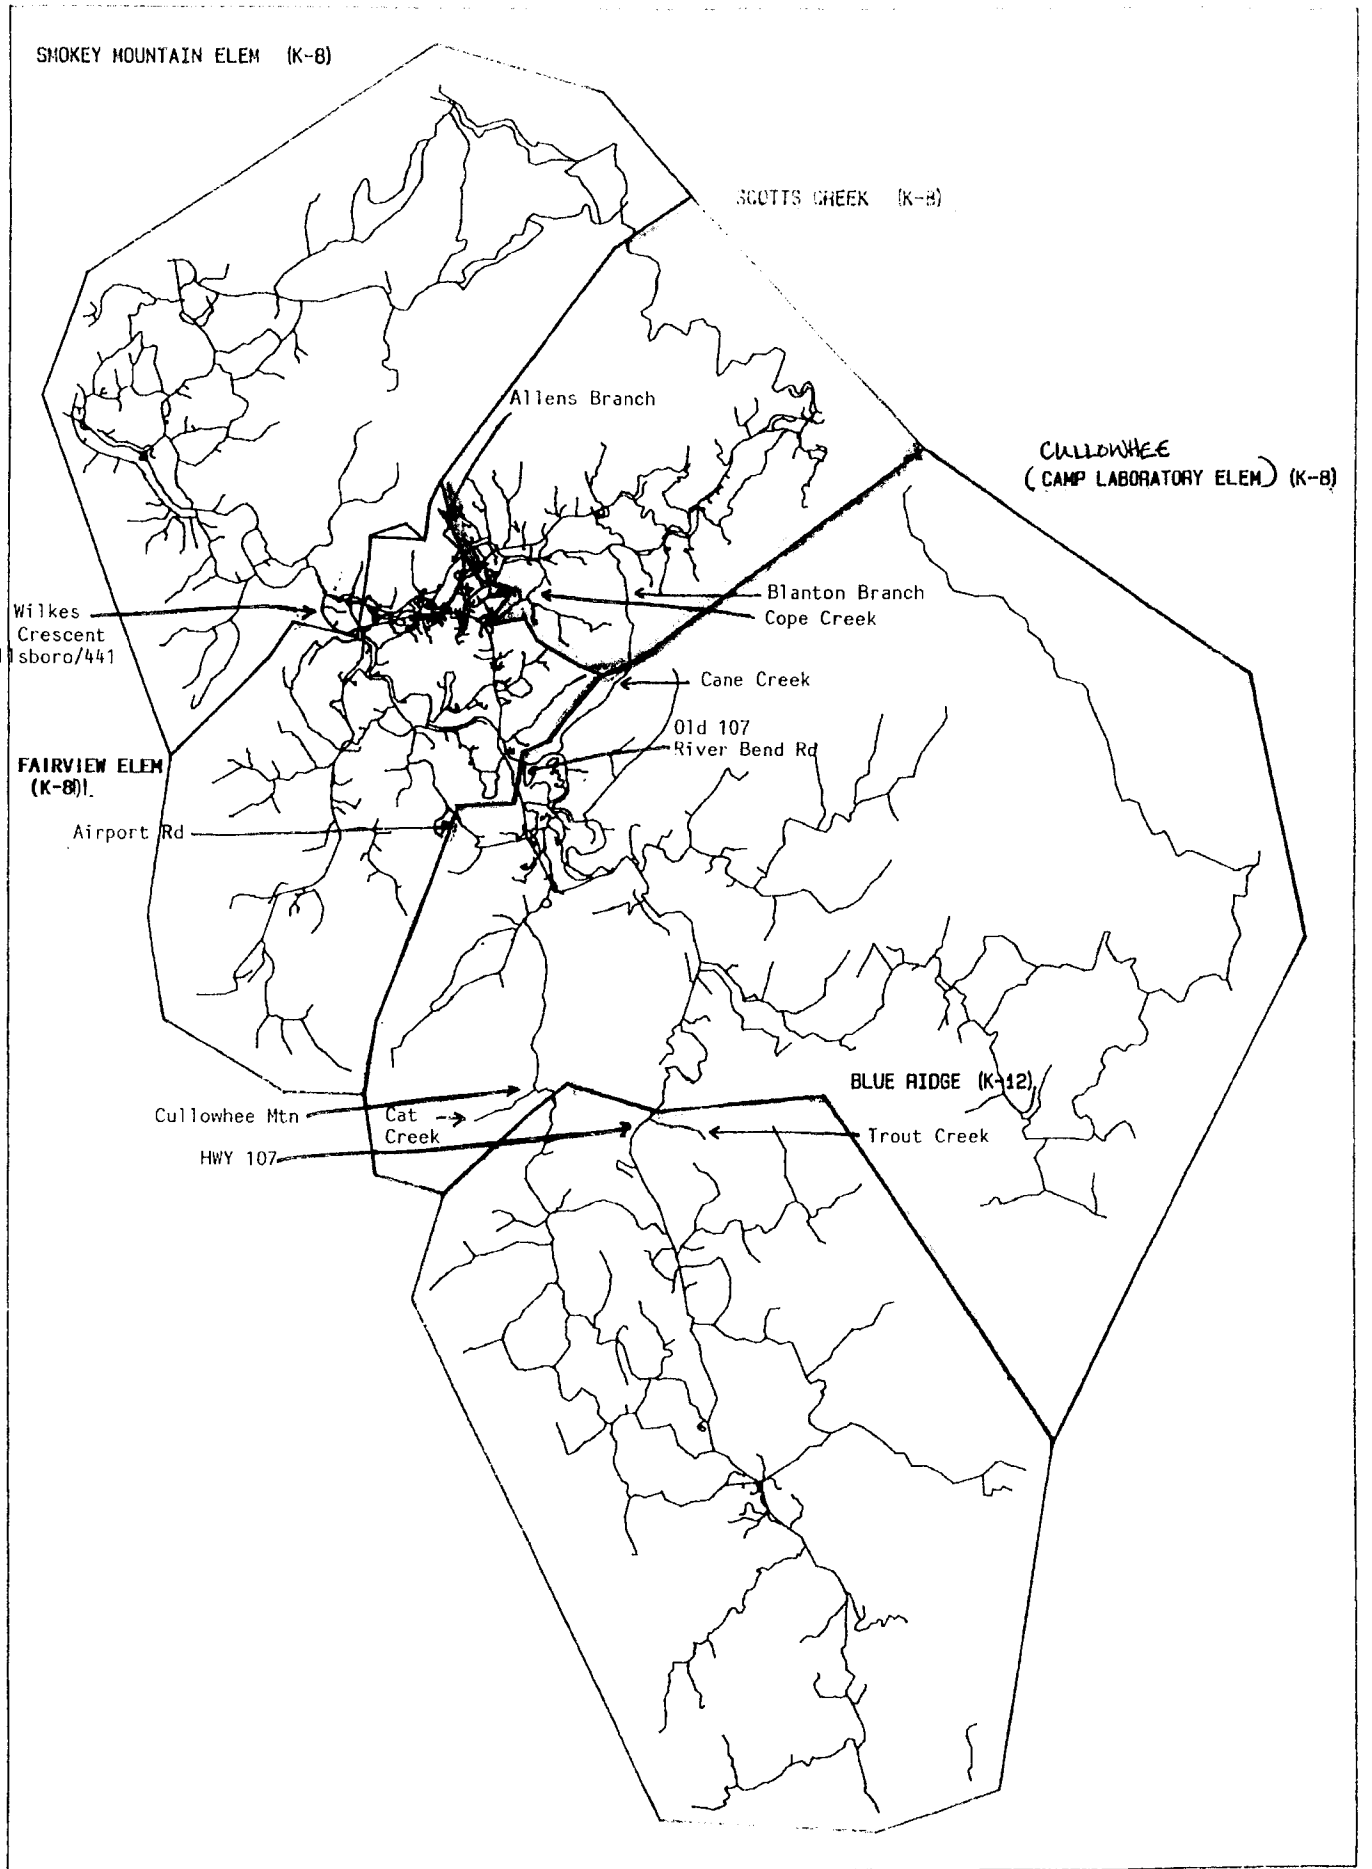 SMOKEY MOUNTAIN ELEM (K-8)
SCOTTS CREEK (K-8)
Allens Branch
CULLOWHEE
(CAMP LABORATORY ELEM) (K-8)
Blanton Branch
Cope Creek
Wilkes
Crescent
lsboro/441
Cane Creek
Old 107
River Bend Rd
FAIRVIEW ELEM
(K-8)
Airport Rd
BLUE RIDGE (K-12)
Cullowhee Mtn
Cat
Creek
Trout Creek
HWY 107